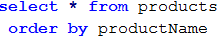 select * from products
order by productName